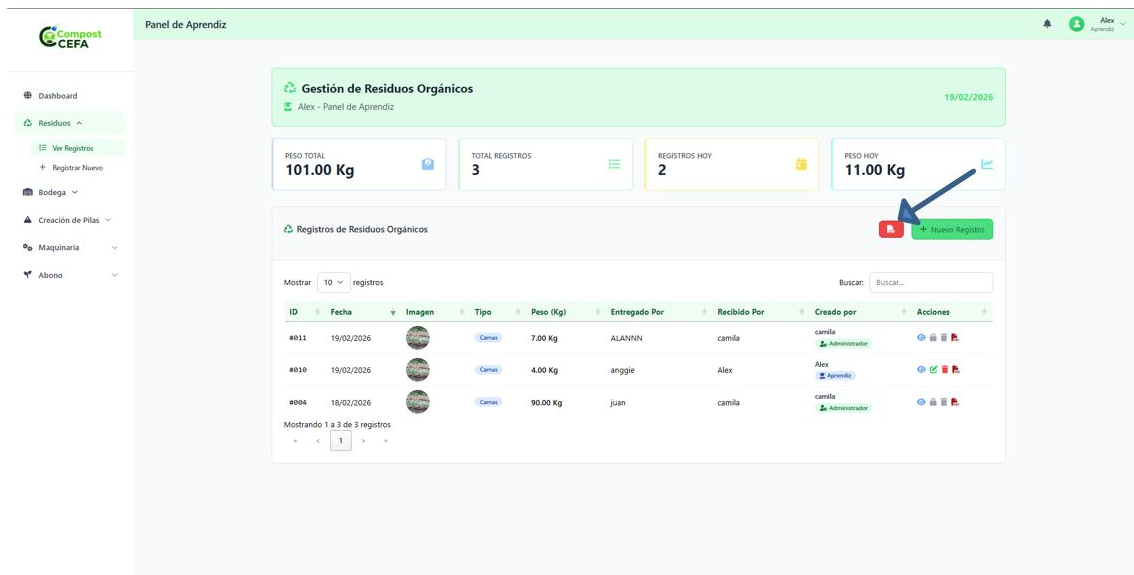 Compost
CEFA
Panel de Aprendiz
Alex
Aprendiz
Dashboard
Residuos
Ver Registros
+ Registrar Nuevo
Bodega
Creación de Pilas
Maquinaria
Abono
Gestión de Residuos Orgánicos
Alex - Panel de Aprendiz
19/02/2026
PESO TOTAL
101.00 Kg
TOTAL REGISTROS
3
REGISTROS HOY
2
PESO HOY
11.00 Kg
Registros de Residuos Orgánicos
+ Nuevo Registro
Mostrar 10 registros
Buscar: Buscar...
ID Fecha Imagen Tipo Peso (Kg) Entregado Por Recibido Por Creado por Acciones
#011 19/02/2026 Camas 7.00 Kg ALANNN camila camila Administrador
#010 19/02/2026 Camas 4.00 Kg anggie Alex Alex Aprendiz
#004 18/02/2026 Camas 90.00 Kg juan camila camila Administrador
Mostrando 1 a 3 de 3 registros
« < 1 > »